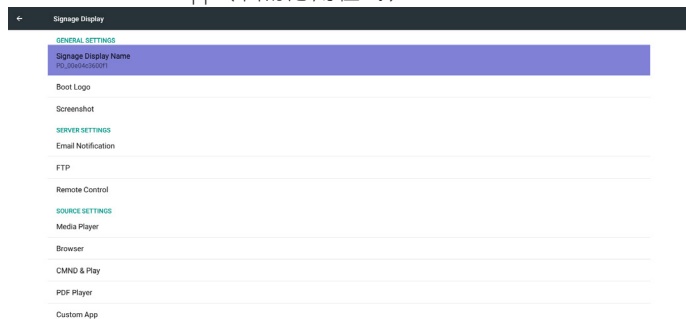 ← Signage Display
GENERAL SETTINGS
Signage Display Name
PD_00e04c3600f1
Boot Logo
Screenshot
SERVER SETTINGS
Email Notification
FTP
Remote Control
SOURCE SETTINGS
Media Player
Browser
CMND & Play
PDF Player
Custom App